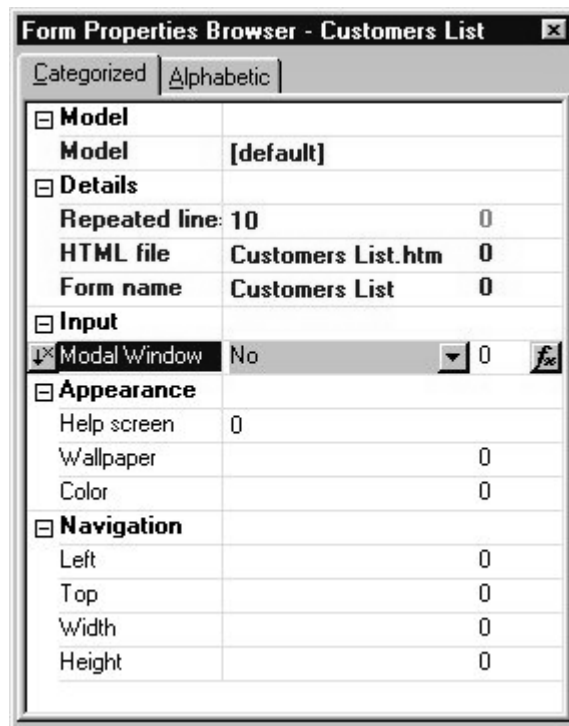 Form Properties Browser - Customers List
Categorized Alphabetic
Model
Model [default]
Details
Repeated line: 10 0
HTML file Customers List.htm 0
Form name Customers List 0
Input
Modal Window No 0 fx
Appearance
Help screen 0
Wallpaper 0
Color 0
Navigation
Left 0
Top 0
Width 0
Height 0